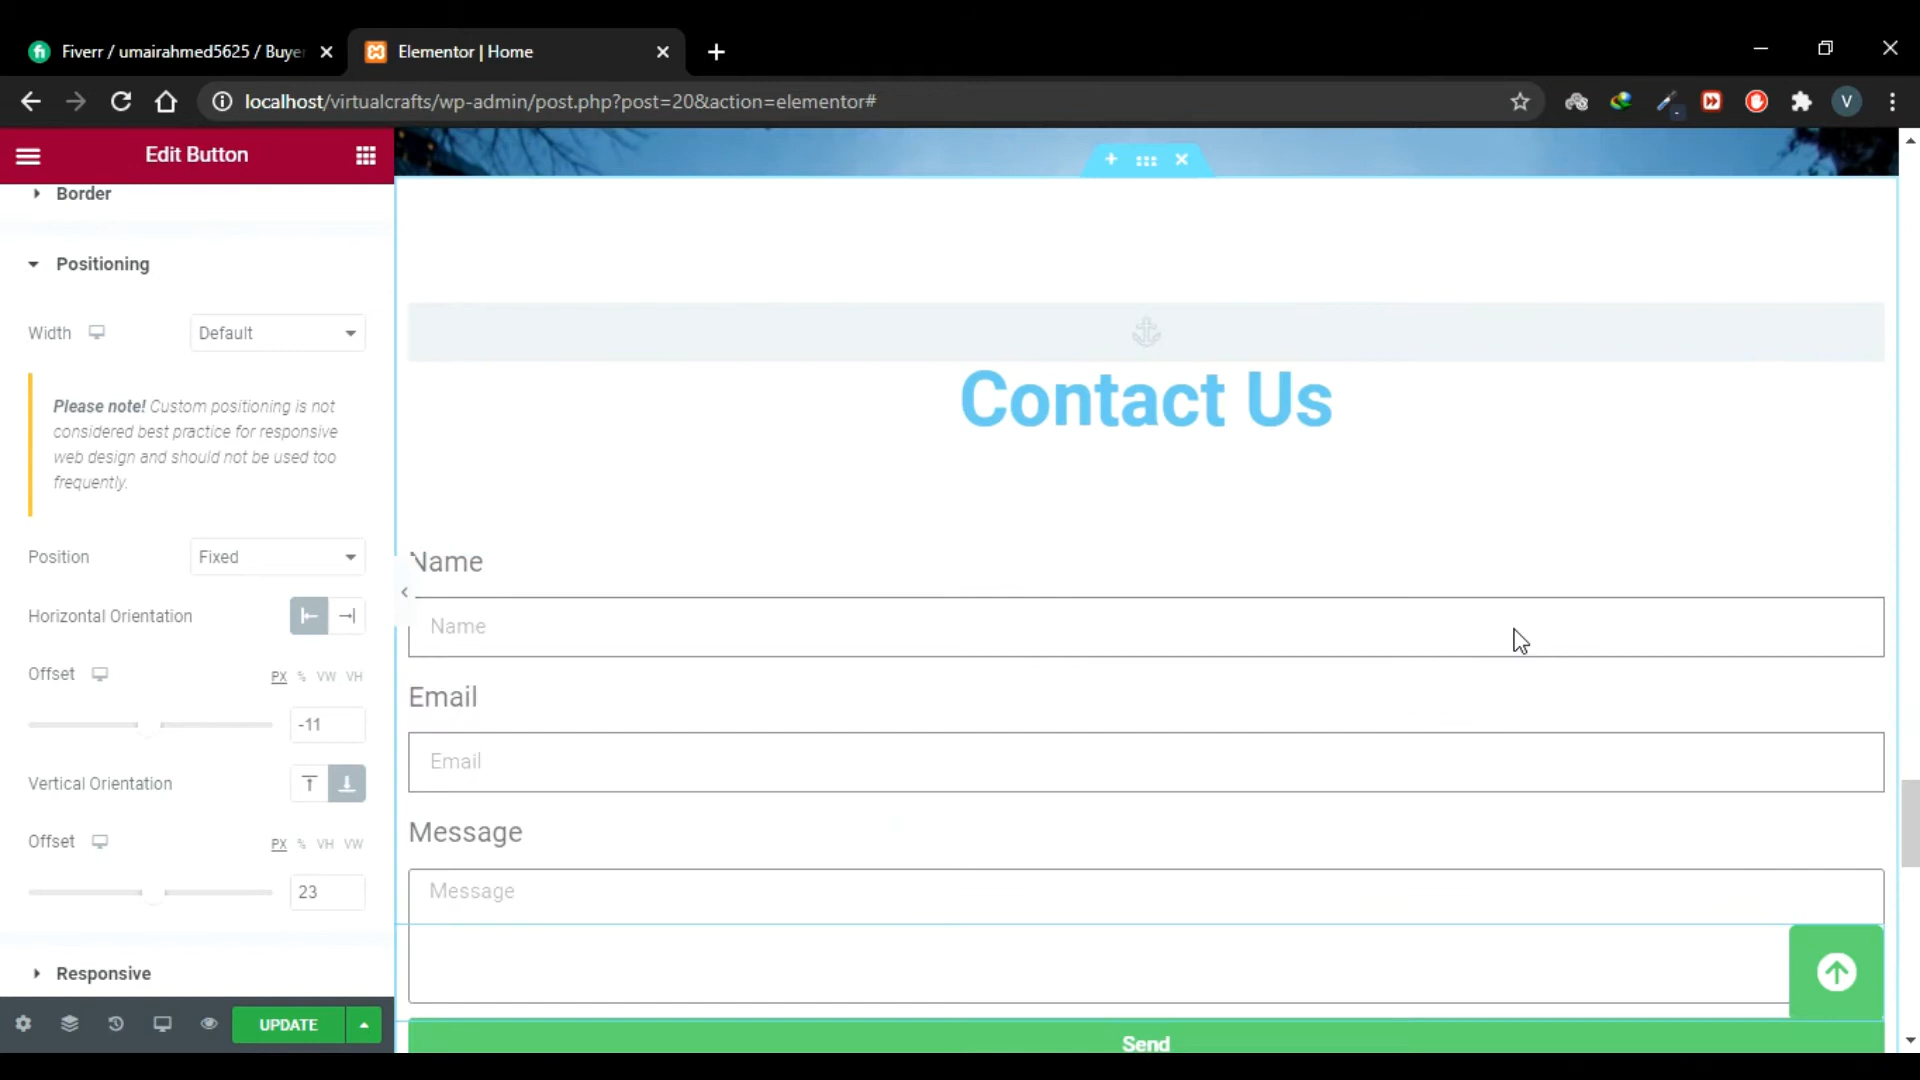 Fiverr / umairahmed5625 / Buye
Elementor | Home
localhost/virtualcrafts/wp-admin/post.php?post=20&action=elementor#
V
Edit Button
Border
Positioning
Width
Default
Please note! Custom positioning is not
considered best practice for responsive
web design and should not be used too
frequently.
Position
Fixed
Horizontal Orientation
Offset
PX % VW VH
-11
Vertical Orientation
Offset
PX % VH VW
23
Responsive
UPDATE
Contact Us
Name
Name
Email
Email
Message
Message
Send